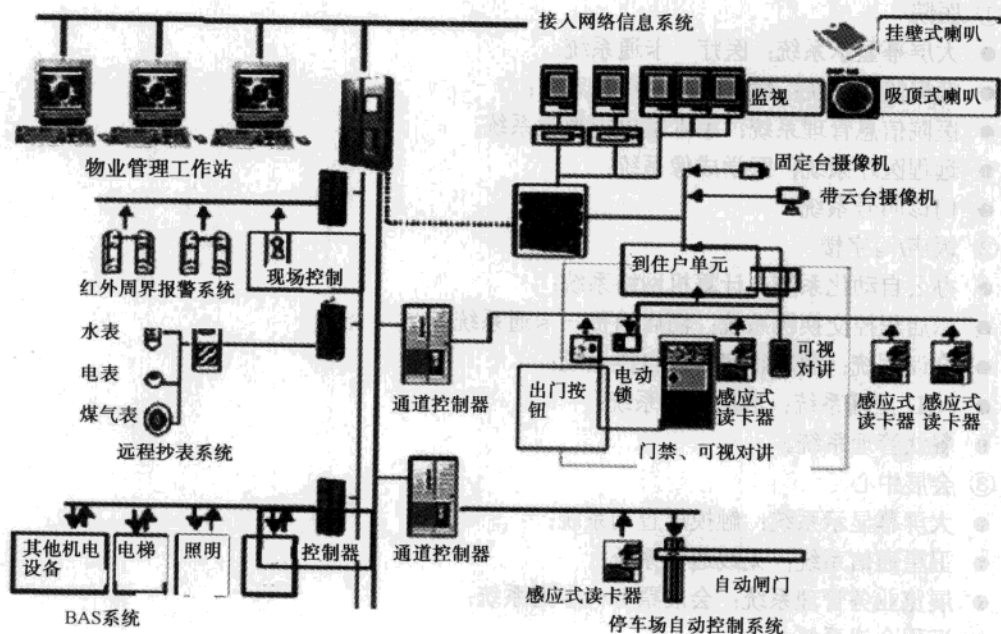 接入网络信息系统
挂壁式喇叭
监视
吸顶式喇叭
物业管理工作站
固定台摄像机
带云台摄像机
现场控制
到住户单元
红外周界报警系统
水表
电表
煤气表
远程抄表系统
通道控制器
出门按
钮
电动
锁
感应式
读卡器
可视
对讲
感应式
读卡器
感应式
读卡器
门禁、可视对讲
其他机电
设备
电梯
照明
控制器
通道控制器
BAS系统
感应式读卡器
自动闸门
停车场自动控制系统